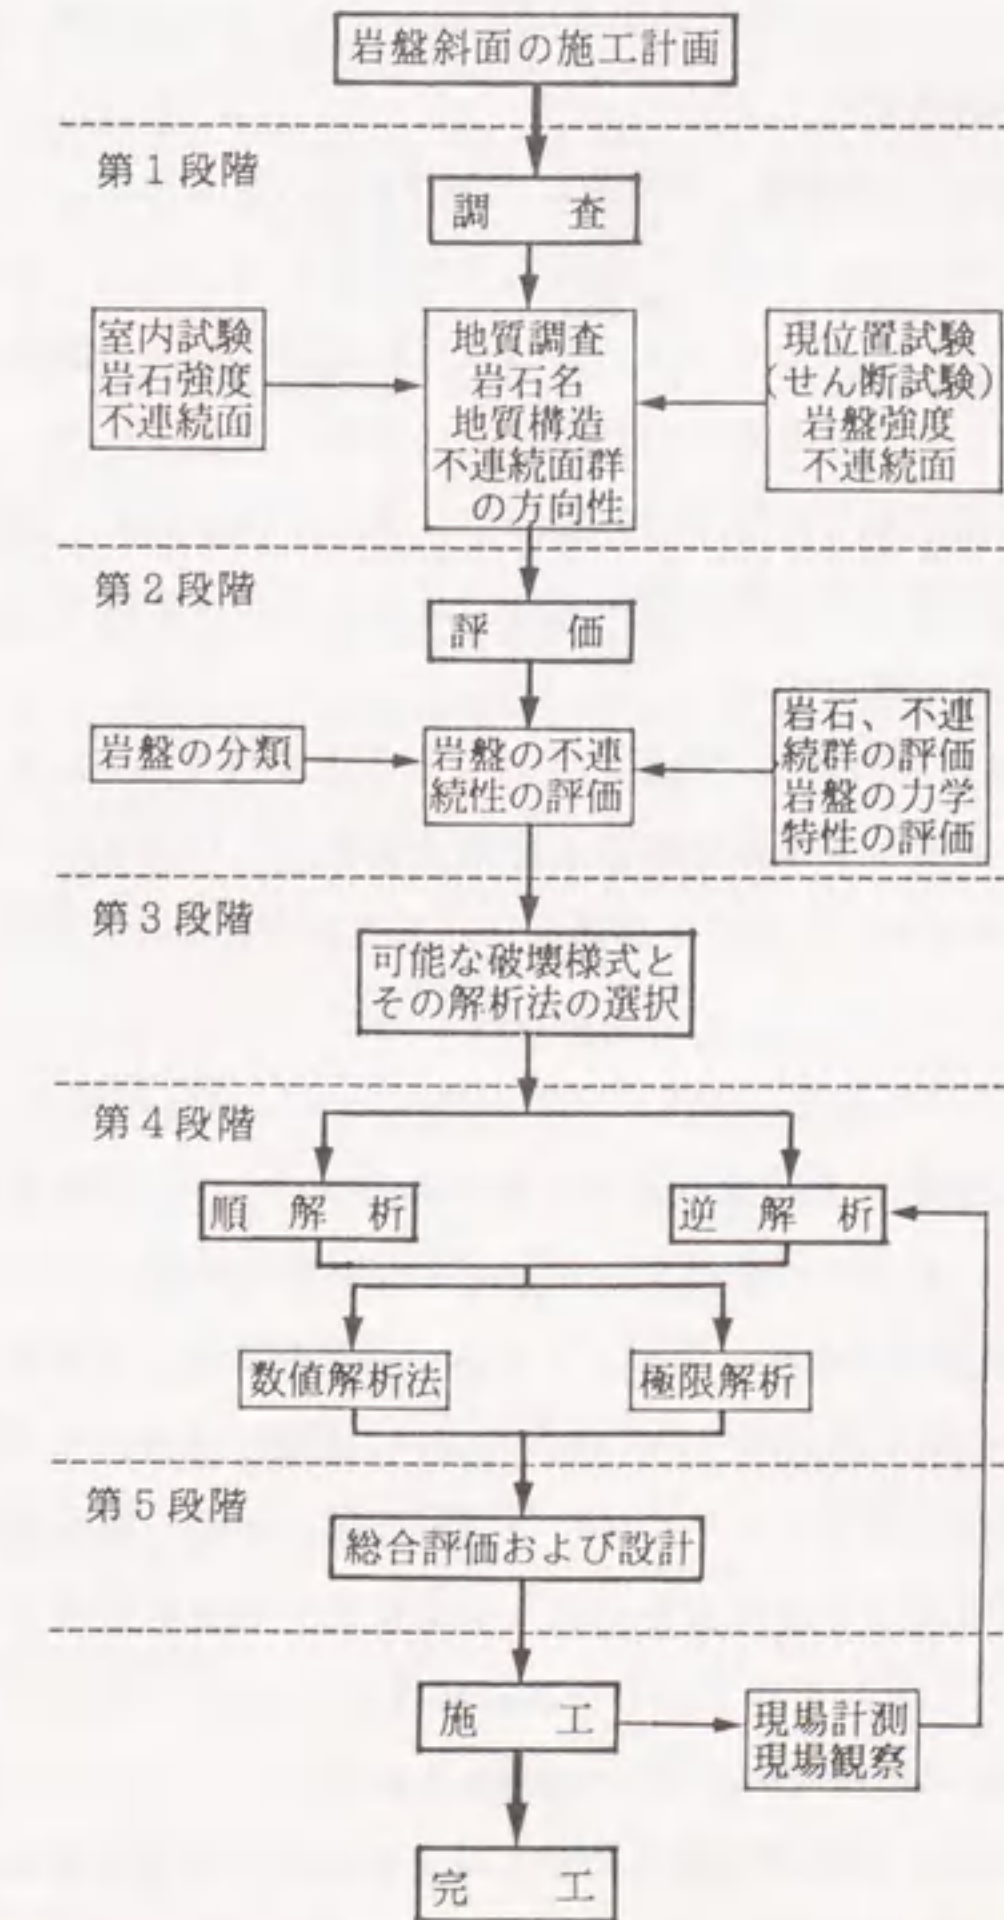 岩盤斜面の施工計画
第1段階
調 査
室内試験
岩石強度
不連続面
地質調査
岩石名
地質構造
不連続面群
の方向性
現位置試験
(せん断試験)
岩盤強度
不連続面
第2段階
評 価
岩盤の分類
岩盤の不連
続性の評価
岩石、不連
続群の評価
岩盤の力学
特性の評価
第3段階
可能な破壊様式と
その解析法の選択
第4段階
順 解 析
逆 解 析
数値解析法
極限解析
第5段階
総合評価および設計
施 工
現場計測
現場観察
完 工